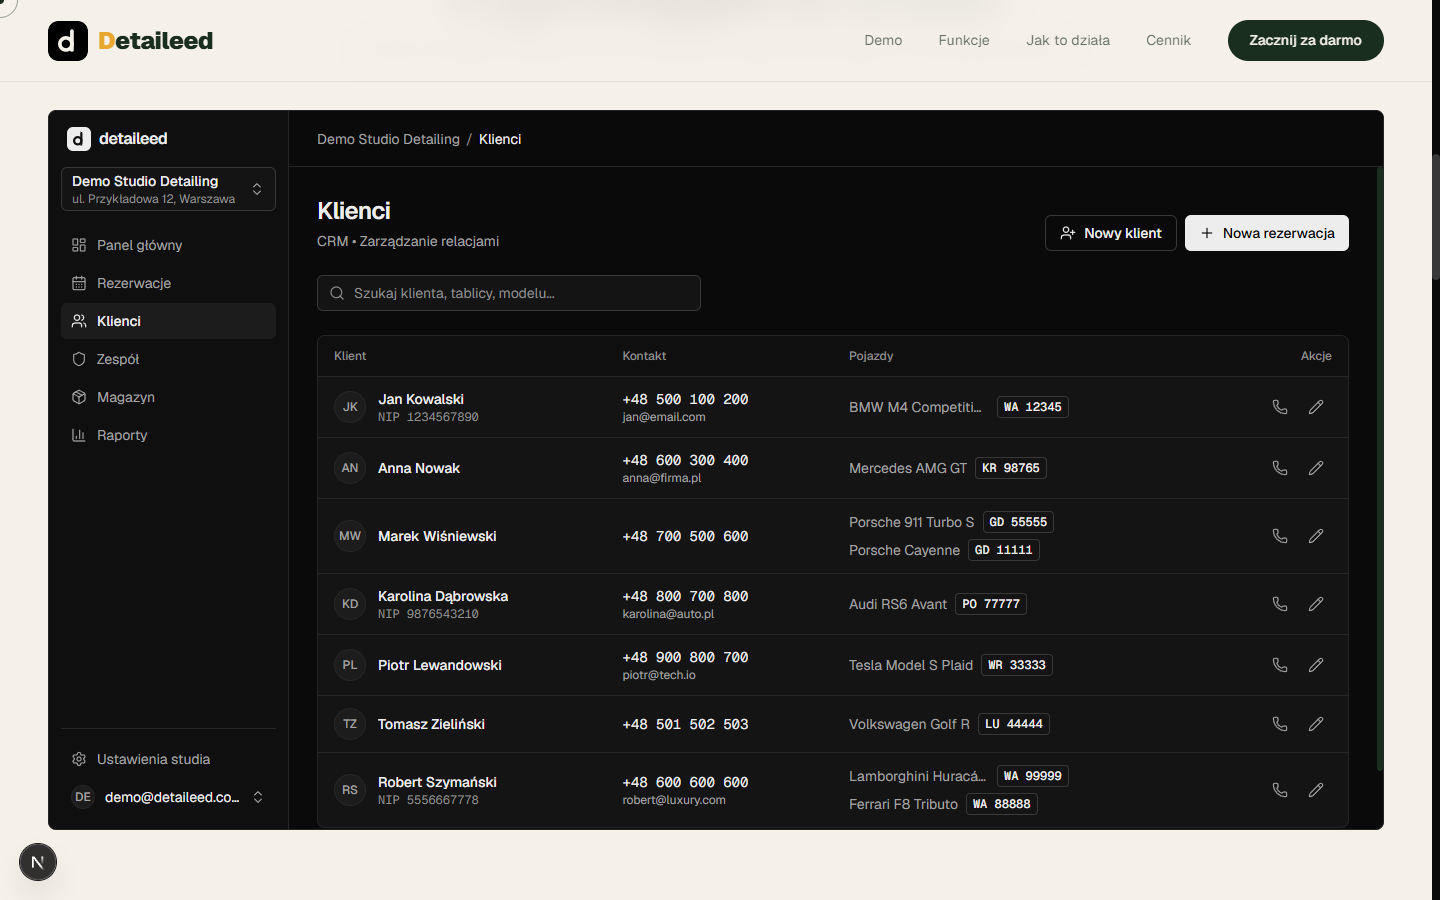 d Detaileed
Demo
Funkcje
Jak to działa
Cennik
Zacznij za darmo
d detaileed
Demo Studio Detailing
ul. Przykładowa 12, Warszawa
Panel główny
Rezerwacje
Klienci
Zespół
Magazyn
Raporty
Ustawienia studia
DE demo@detaileed.co...
Demo Studio Detailing / Klienci
Klienci
CRM • Zarządzanie relacjami
Nowy klient
Nowa rezerwacja
Szukaj klienta, tablicy, modelu...
Klient Kontakt Pojazdy Akcje
JK Jan Kowalski
NIP 1234567890
+48 500 100 200
jan@email.com
BMW M4 Competiti... WA 12345
AN Anna Nowak
+48 600 300 400
anna@firma.pl
Mercedes AMG GT KR 98765
MW Marek Wiśniewski
+48 700 500 600
Porsche 911 Turbo S GD 55555
Porsche Cayenne GD 11111
KD Karolina Dąbrowska
NIP 9876543210
+48 800 700 800
karolina@auto.pl
Audi RS6 Avant PO 77777
PL Piotr Lewandowski
+48 900 800 700
piotr@tech.io
Tesla Model S Plaid WR 33333
TZ Tomasz Zieliński
+48 501 502 503
Volkswagen Golf R LU 44444
RS Robert Szymański
NIP 5556667778
+48 600 600 600
robert@luxury.com
Lamborghini Huracá... WA 99999
Ferrari F8 Tributo WA 88888
N